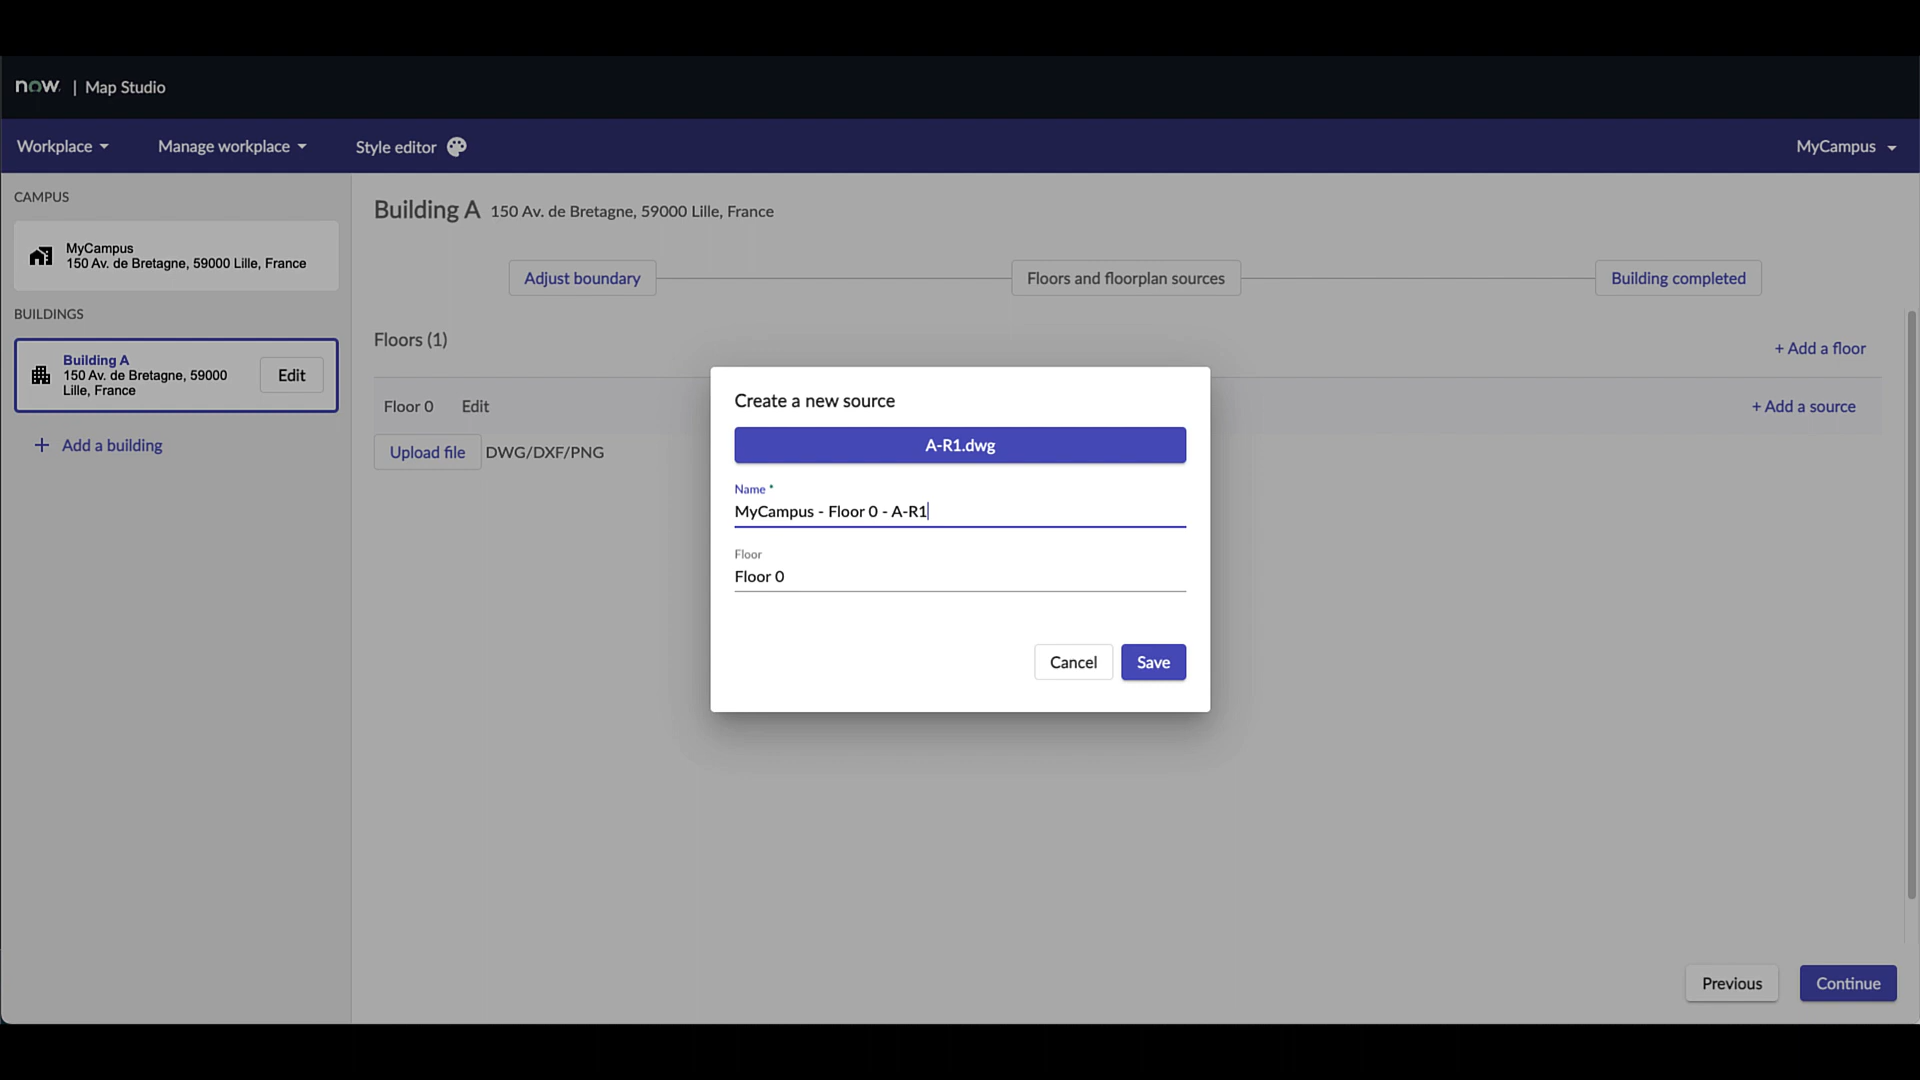 now. | Map Studio
Workplace Manage workplace Style editor MyCampus
CAMPUS
MyCampus
150 Av. de Bretagne, 59000 Lille, France
BUILDINGS
Building A
150 Av. de Bretagne, 59000
Lille, France
Edit
+ Add a building
Building A 150 Av. de Bretagne, 59000 Lille, France
Adjust boundary Floors and floorplan sources Building completed
Floors (1)
+ Add a floor
Floor 0 Edit + Add a source
Upload file DWG/DXF/PNG
Create a new source
A-R1.dwg
Name *
MyCampus - Floor 0 - A-R1
Floor
Floor 0
Cancel Save
Previous Continue